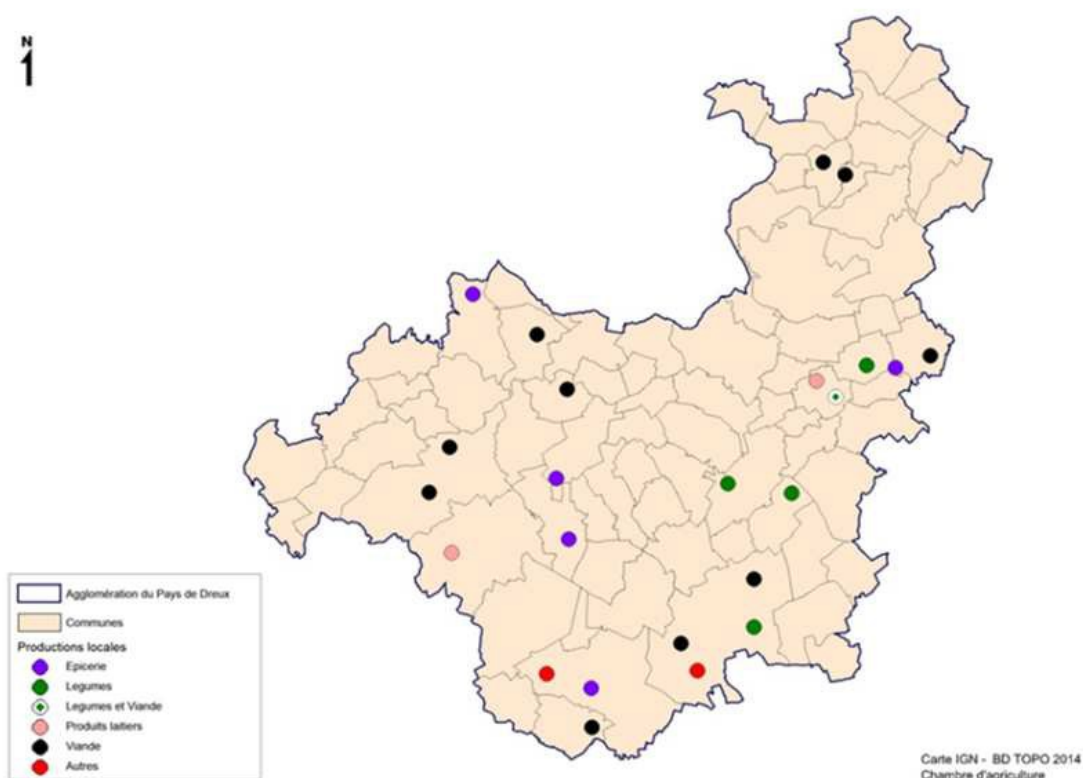 N
Agglomération du Pays de Dreux
Communes
Productions locales
Epicerie
Legumes
Legumes et Viande
Produits laitiers
Viande
Autres
Carte IGN - BD TOPO 2014
Chambre d'agriculture